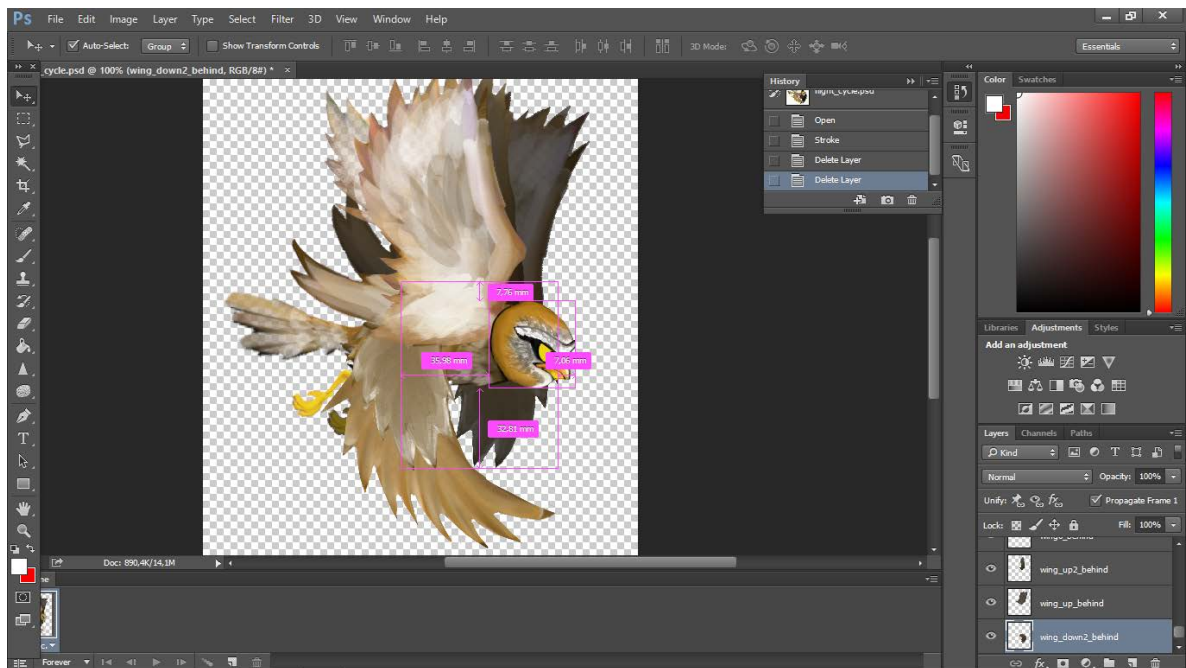 Ps File Edit Image Layer Type Select Filter 3D View Window Help
Auto-Select: Group Show Transform Controls 3D Mode: Essentials
_cycle.psd @ 100% (wing_down2_behind, RGB/8#) * ×
History
flight_cycle.psd
Open
Stroke
Delete Layer
Delete Layer
Color Swatches
7,76 mm
35,98 mm
7,06 mm
32,81 mm
Libraries Adjustments Styles
Add an adjustment
Layers Channels Paths
Kind
Normal Opacity: 100%
Unify: Propagate Frame 1
Lock: Fill: 100%
wing_up2_behind
wing_up_behind
wing_down2_behind
Doc: 890,4K/14,1M
Forever